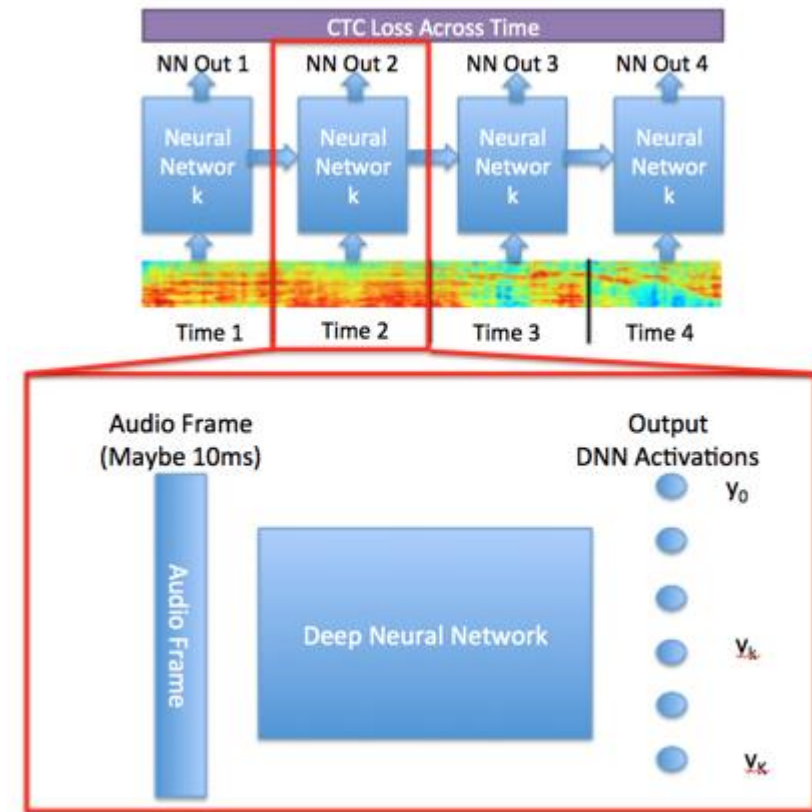 CTC Loss Across Time
NN Out 1
NN Out 2
NN Out 3
NN Out 4
Neural
Networ
k
Neural
Networ
k
Neural
Networ
k
Neural
Networ
k
Time 1
Time 2
Time 3
Time 4
Audio Frame
(Maybe 10ms)
Output
DNN Activations
Audio Frame
Deep Neural Network
y₀
yₖ
y_K